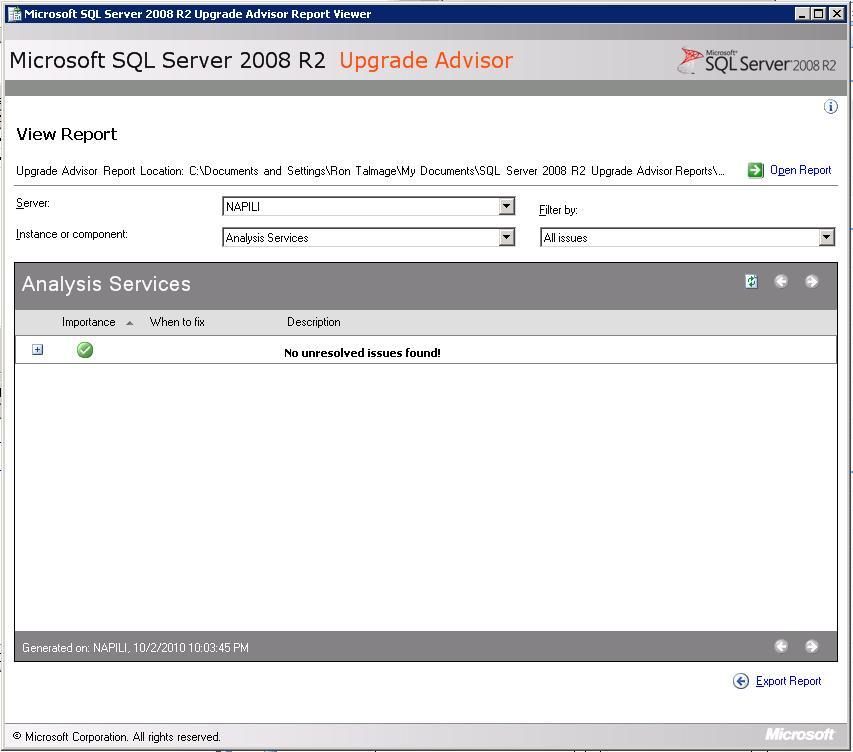 Microsoft SQL Server 2008 R2 Upgrade Advisor Report Viewer
Microsoft SQL Server 2008 R2 Upgrade Advisor
Microsoft SQL Server 2008 R2
View Report
Upgrade Advisor Report Location: C:\Documents and Settings\Ron Talmage\My Documents\SQL Server 2008 R2 Upgrade Advisor Reports\...
Open Report
Server:
NAPILI
Filter by:
Instance or component:
Analysis Services
All issues
Analysis Services
Importance When to fix Description
No unresolved issues found!
Generated on: NAPILI, 10/2/2010 10:03:45 PM
Export Report
© Microsoft Corporation. All rights reserved.
Microsoft